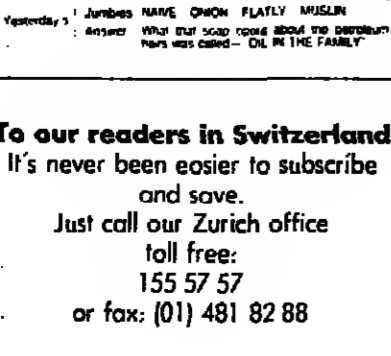 Yesterday's Jumbles NAIVE ONION FLATLY MUSLIN
Answer What that soap opera about the petroleum
heirs was called— OIL IN THE FAMILY"
To our readers in Switzerland
It's never been easier to subscribe
and save.
Just call our Zurich office
toll free:
155 57 57
or fax: (01) 481 82 88